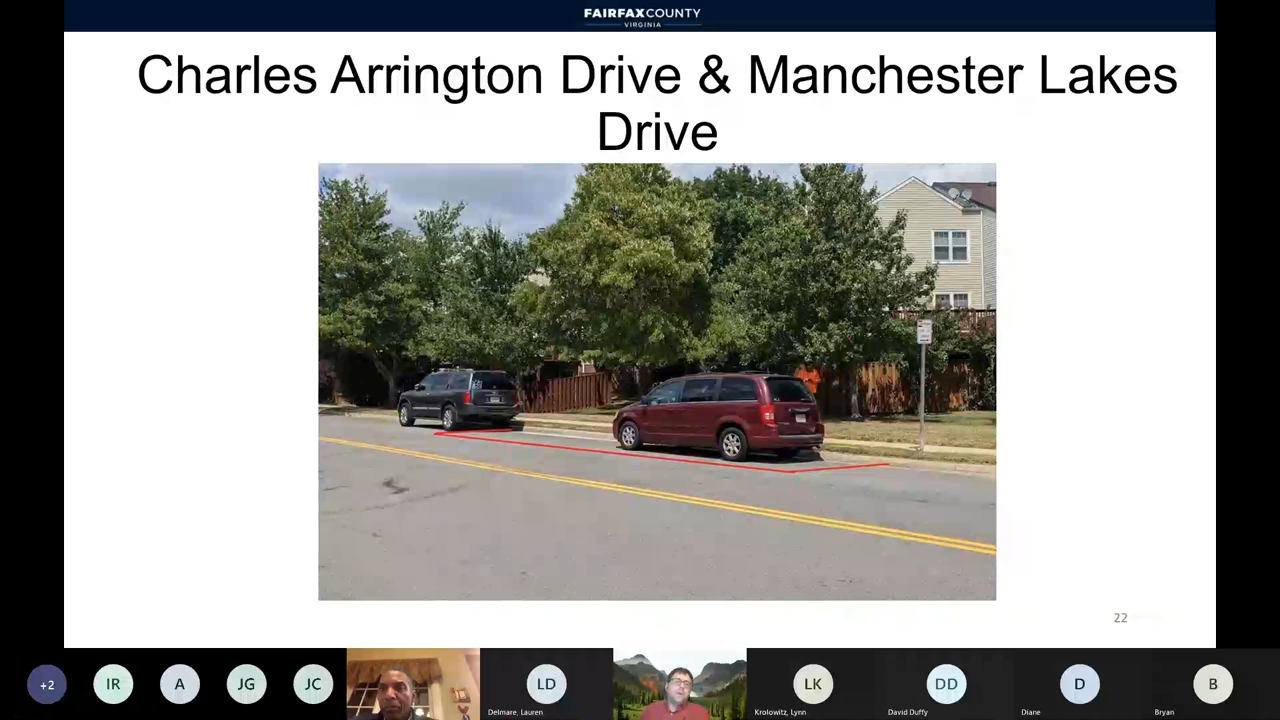 FAIRFAX COUNTY
VIRGINIA
Charles Arrington Drive & Manchester Lakes
Drive
22
+2
IR
A
JG
JC
LD
LK
DD
D
B
Delmare, Lauren
Krolowitz, Lynn
David Duffy
Diane
Bryan